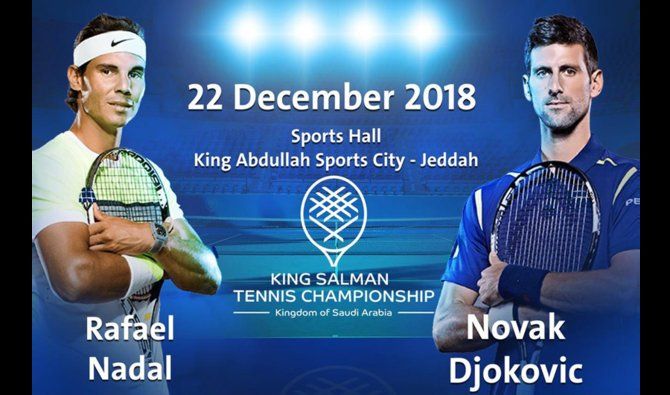 22 December 2018
Sports Hall
King Abdullah Sports City - Jeddah
KING SALMAN
TENNIS CHAMPIONSHIP
Kingdom of Saudi Arabia
Rafael
Nadal
Novak
Djokovic